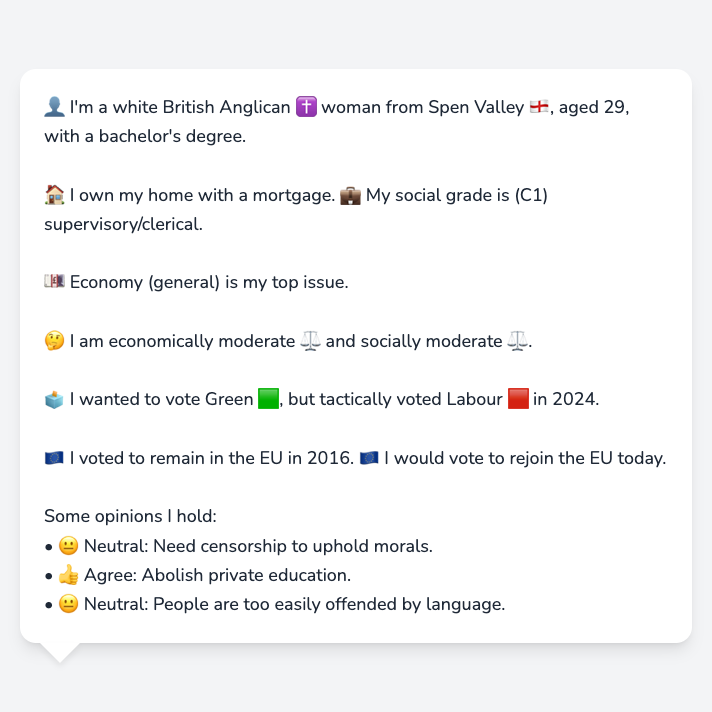 👤 I'm a white British Anglican ✝️ woman from Spen Valley 🏴󠁧󠁢󠁥󠁮󠁧󠁿, aged 29,
with a bachelor's degree.
🏠 I own my home with a mortgage. 💼 My social grade is (C1)
supervisory/clerical.
💷 Economy (general) is my top issue.
🤔 I am economically moderate ⚖️ and socially moderate ⚖️.
🗳️ I wanted to vote Green 🟩, but tactically voted Labour 🟥 in 2024.
🇪🇺 I voted to remain in the EU in 2016. 🇪🇺 I would vote to rejoin the EU today.
Some opinions I hold:
• 😐 Neutral: Need censorship to uphold morals.
• 👍 Agree: Abolish private education.
• 😐 Neutral: People are too easily offended by language.